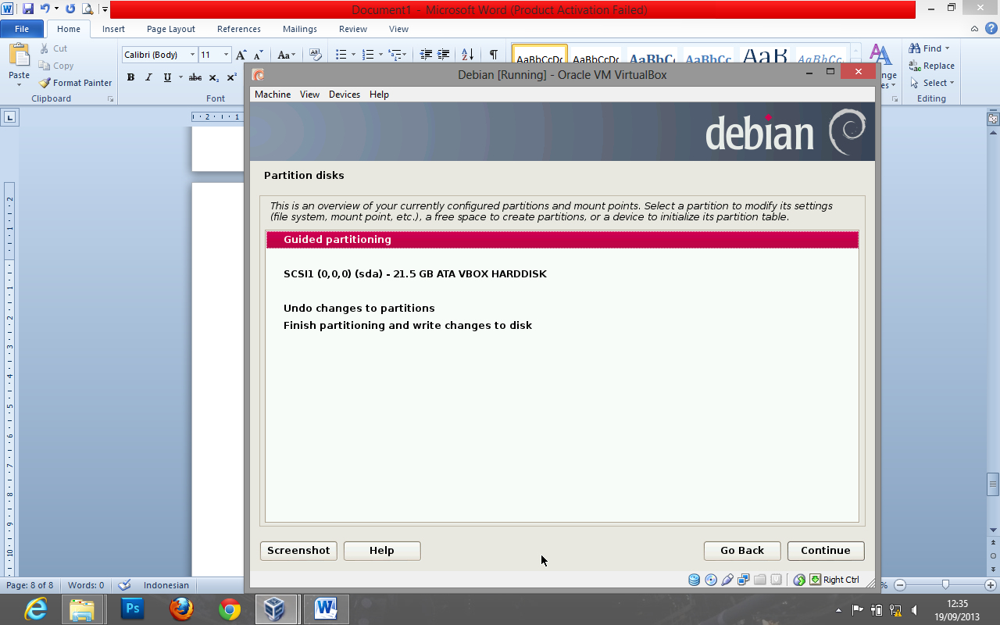 Document1 - Microsoft Word (Product Activation Failed)
File Home Insert Page Layout References Mailings Review View
Paste
Cut
Copy
Format Painter
Clipboard
Calibri (Body) 11
Aa
B I U abc x₂ x²
Font
AaBbCcDc AaBbCcDc AaBbC AaBbCc AaB AaBbCc.
nge
es
Find
Replace
Select
Editing
Debian [Running] - Oracle VM VirtualBox
Machine View Devices Help
debian
Partition disks
This is an overview of your currently configured partitions and mount points. Select a partition to modify its settings
(file system, mount point, etc.), a free space to create partitions, or a device to initialize its partition table.
Guided partitioning
SCSI1 (0,0,0) (sda) - 21.5 GB ATA VBOX HARDDISK
Undo changes to partitions
Finish partitioning and write changes to disk
Screenshot Help Go Back Continue
Right Ctrl
Page: 8 of 8 Words: 0 Indonesian %
Ps
12:35
19/09/2013